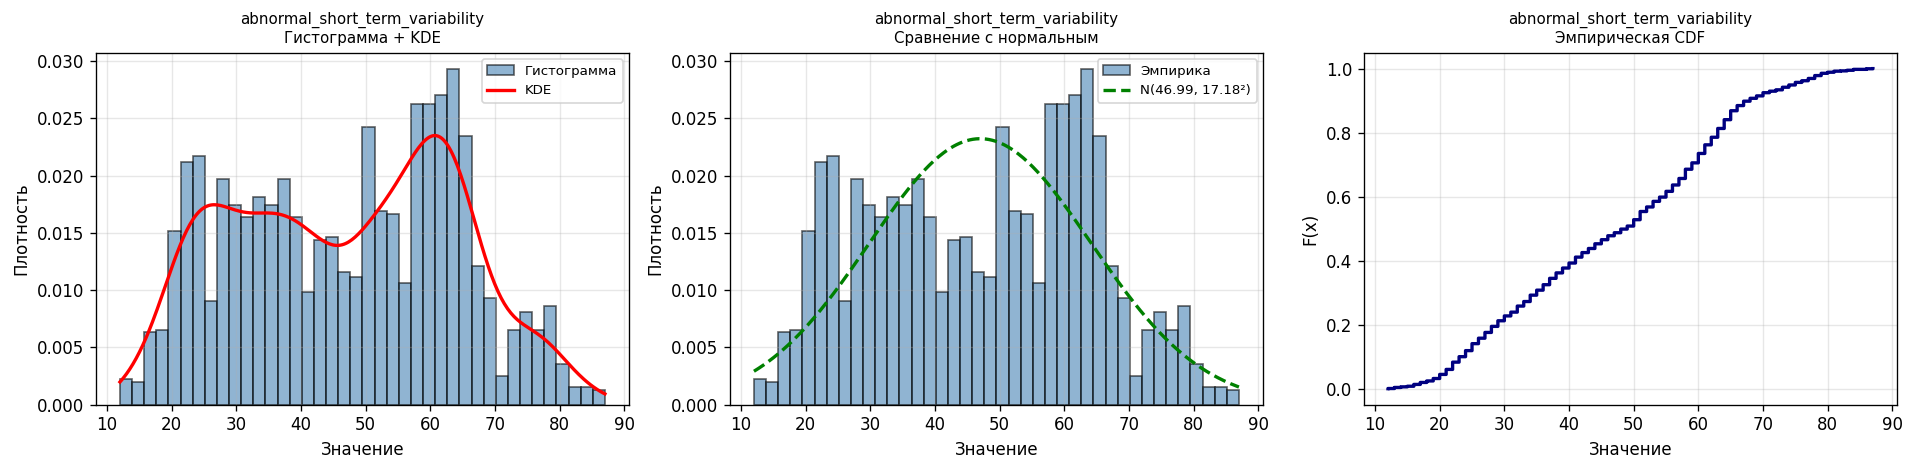 abnormal_short_term_variability
Гистограмма + KDE
Плотность
0.030
0.025
0.020
0.015
0.010
0.005
0.000
Гистограмма
KDE
10 20 30 40 50 60 70 80 90
Значение
abnormal_short_term_variability
Сравнение с нормальным
Плотность
0.030
0.025
0.020
0.015
0.010
0.005
0.000
Эмпирика
N(46.99, 17.18²)
10 20 30 40 50 60 70 80 90
Значение
abnormal_short_term_variability
Эмпирическая CDF
F(x)
1.0
0.8
0.6
0.4
0.2
0.0
10 20 30 40 50 60 70 80 90
Значение